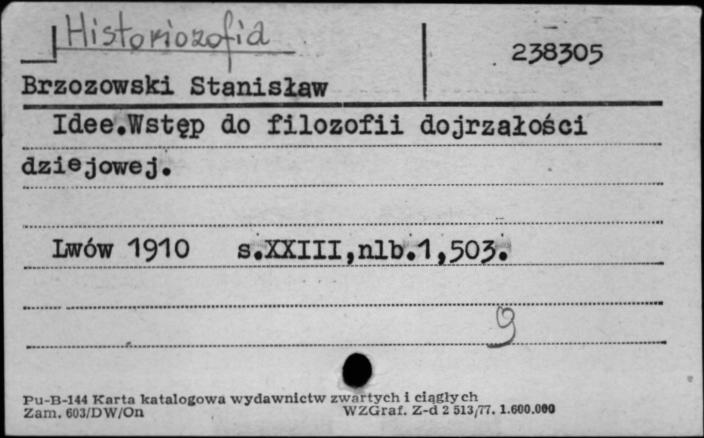 Historiozofia
238305
Brzozowski Stanisław
Idee.Wstęp do filozofii dojrzałości
dziejowej.
Lwów 1910 s.XXIII,nlb.1,503.
g
Pu-B-144 Karta katalogowa wydawnictw zwartych i ciągłych
Zam. 603/DW/On WZGraf. Z-d 2 513/77. 1.600.000